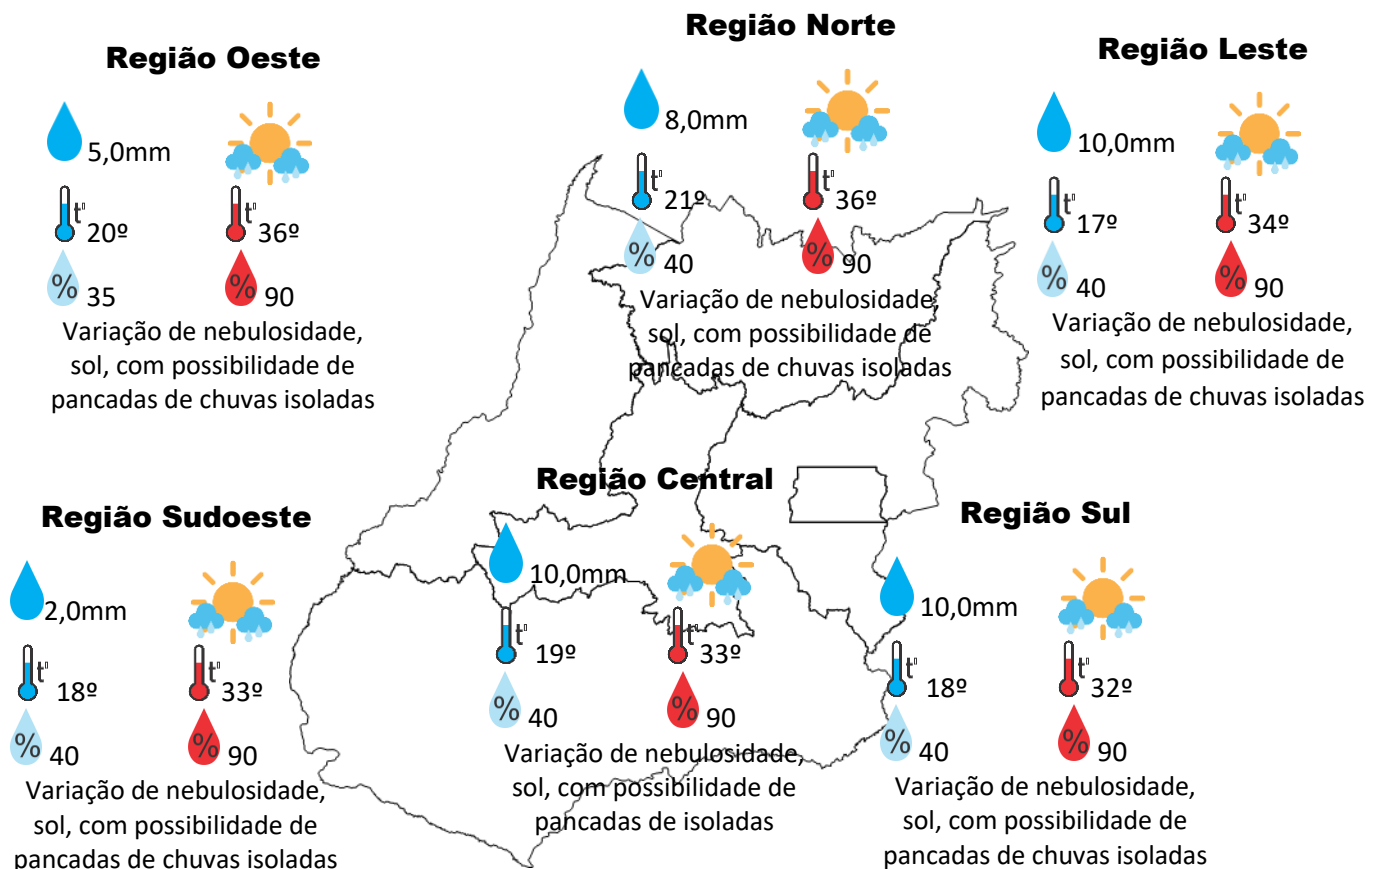 Região Oeste
5,0mm
t°
20º
36º
%
35
%
90
Variação de nebulosidade,
sol, com possibilidade de
pancadas de chuvas isoladas
Região Norte
8,0mm
t°
21º
36º
%
40
%
90
Variação de nebulosidade,
sol, com possibilidade de
pancadas de chuvas isoladas
Região Leste
10,0mm
t°
17º
34º
%
40
%
90
Variação de nebulosidade,
sol, com possibilidade de
pancadas de chuvas isoladas
Região Sudoeste
2,0mm
t°
18º
t°
33º
%
40
%
90
Variação de nebulosidade,
sol, com possibilidade de
pancadas de chuvas isoladas
Região Central
10,0mm
t°
19º
t°
33º
%
40
%
90
Variação de nebulosidade,
sol, com possibilidade de
pancadas de isoladas
Região Sul
10,0mm
t°
18º
t°
32º
%
40
%
90
Variação de nebulosidade,
sol, com possibilidade de
pancadas de chuvas isoladas